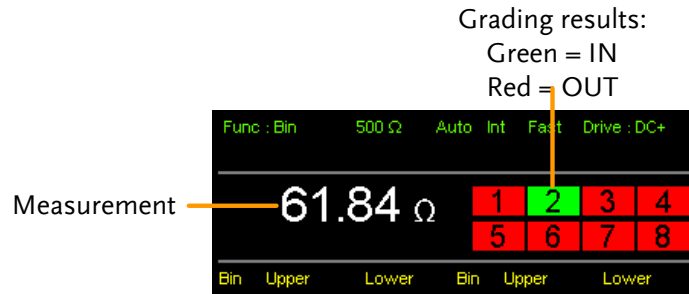 Grading results:
Green = IN
Red = OUT
Func : Bin 500 Ω Auto Int Fast Drive : DC+
Measurement
61.84 Ω
1 2 3 4
5 6 7 8
Bin Upper Lower Bin Upper Lower